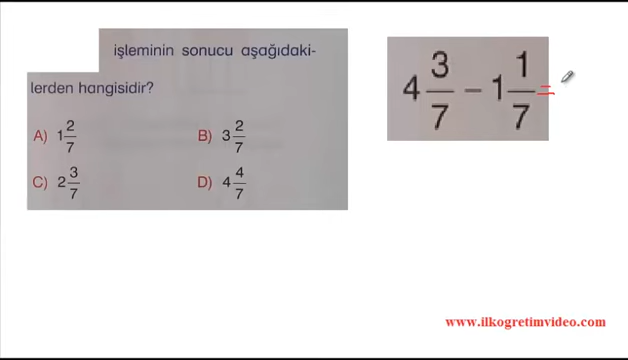 işleminin sonucu aşağıdaki-
lerden hangisidir?
A) 1 2/7
B) 3 2/7
C) 2 3/7
D) 4 4/7
4 3/7 − 1 1/7 =
www.ilkogretimvideo.com